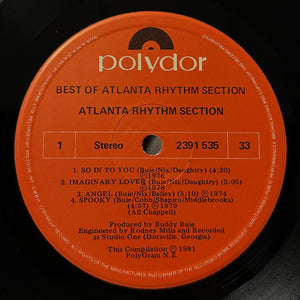 polydor
BEST OF ATLANTA RHYTHM SECTION
ATLANTA RHYTHM SECTION
1 Stereo 2391 535 33
1. SO IN TO YOU (Buie/Nix/Daughtry) (4:20)
℗1976
2. IMAGINARY LOVER (Buie/Nix/Daughtry) (5:05)
℗1978
3. ANGEL (Buie/Nix/Bailey) (5:10) ℗1974
4. SPOOKY (Buie/Cobb/Shapiro/Middlebrooks)
(4:57) ℗1979
(All Chappell)
Produced by Buddy Buie
Engineered by Rodney Mills and Recorded at
Studio One (Doraville, Georgia)
This Compilation ℗ 1981
PolyGram N.Z.